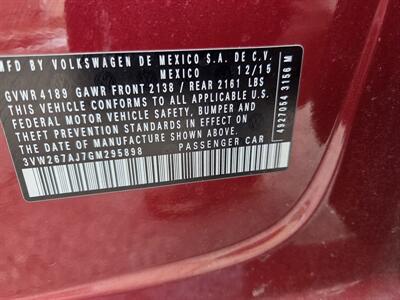 MFD BY VOLKSWAGEN DE MEXICO S.A. DE C.V.
MEXICO 12/15
GVWR 4189 GAWR FRONT 2138 / REAR 2161 LBS
THIS VEHICLE CONFORMS TO ALL APPLICABLE U.S.
FEDERAL MOTOR VEHICLE SAFETY, BUMPER AND
THEFT PREVENTION STANDARDS IN EFFECT ON
THE DATE OF MANUFACTURE SHOWN ABOVE.
3VW267AJ7GM295898 PASSENGER CAR
4927054 3156 M